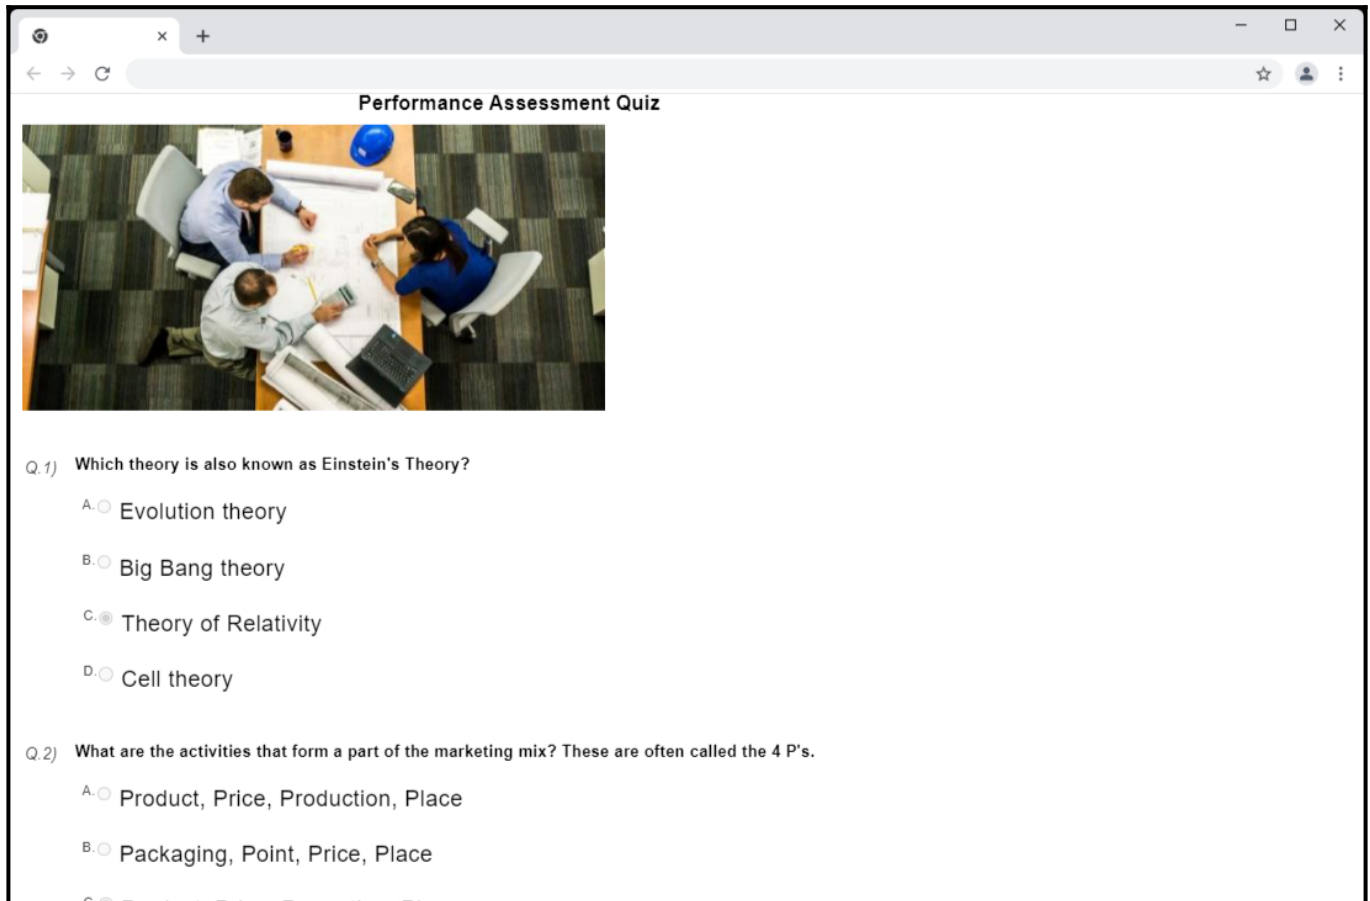 Performance Assessment Quiz
Q.1) Which theory is also known as Einstein's Theory?
A. Evolution theory
B. Big Bang theory
C. Theory of Relativity
D. Cell theory
Q.2) What are the activities that form a part of the marketing mix? These are often called the 4 P's.
A. Product, Price, Production, Place
B. Packaging, Point, Price, Place